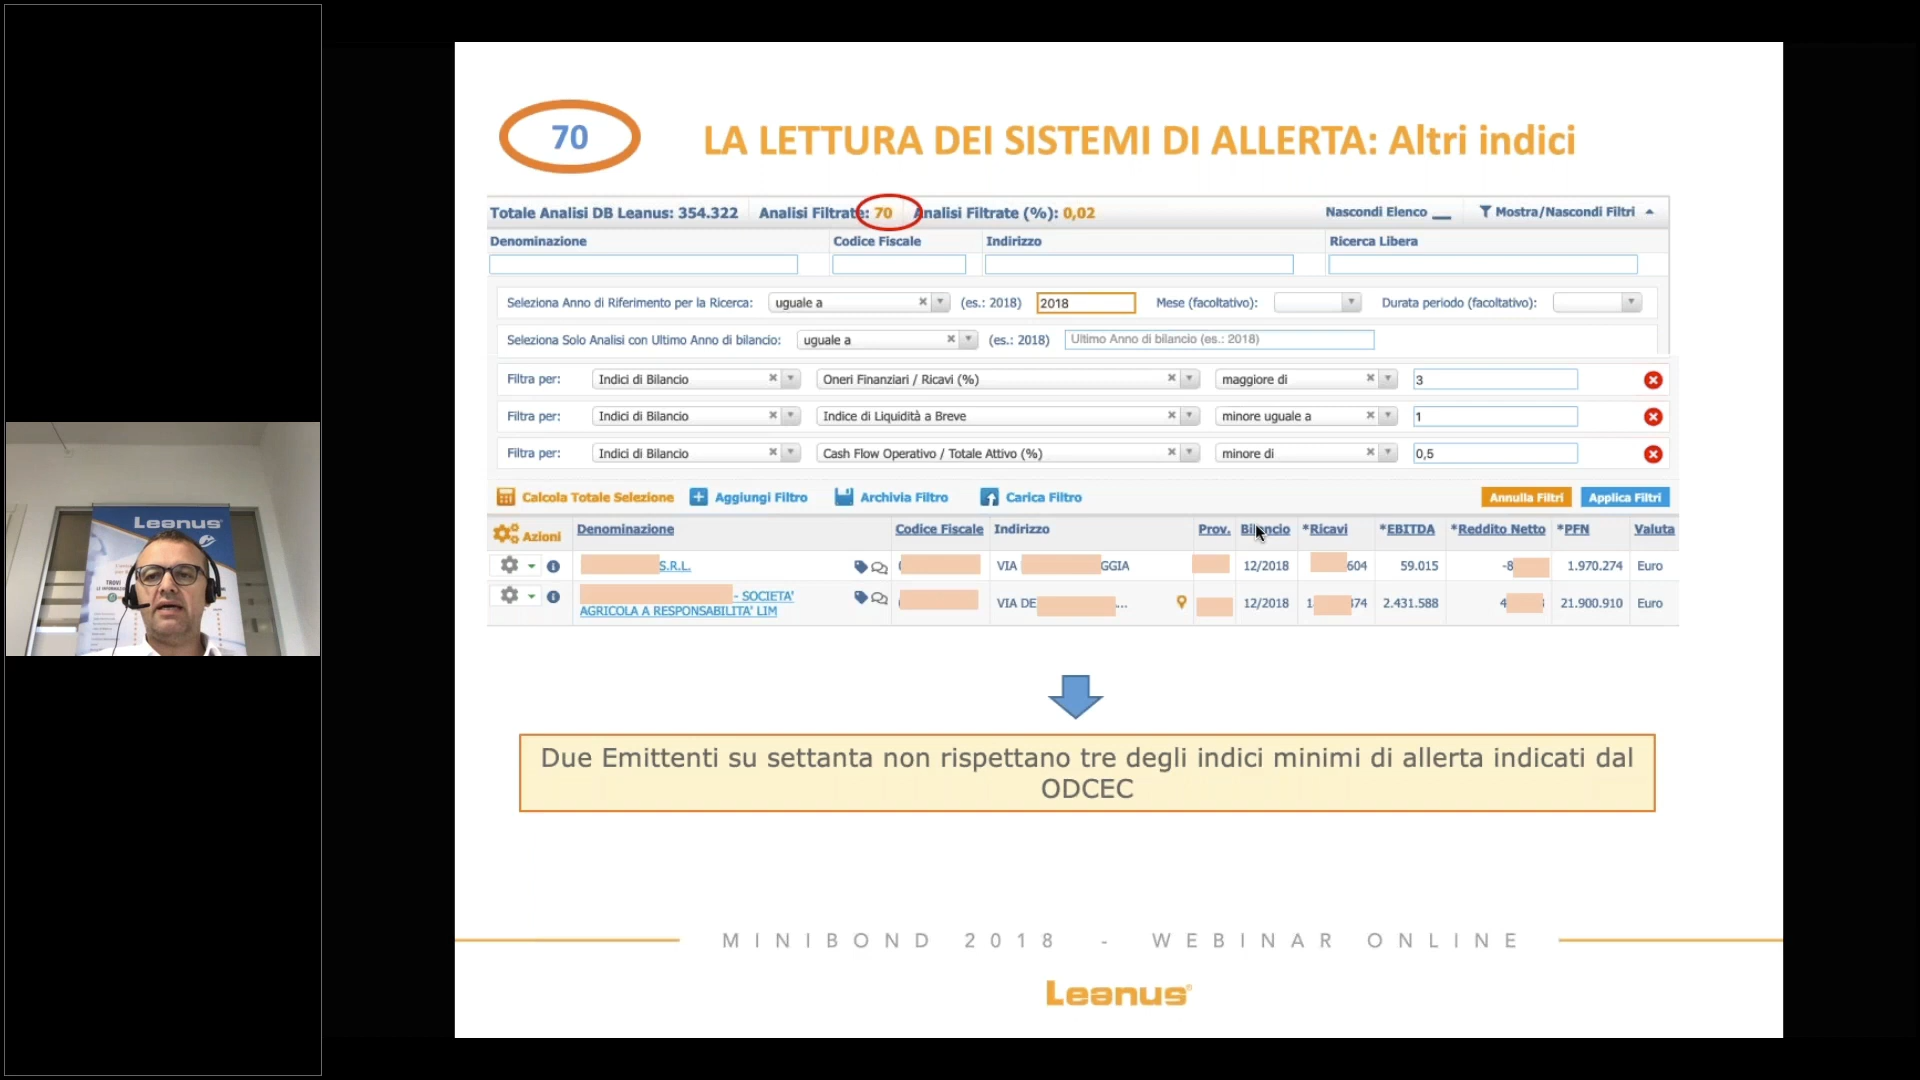 70
LA LETTURA DEI SISTEMI DI ALLERTA: Altri indici
Totale Analisi DB Leanus: 354.322 Analisi Filtrate: 70 Analisi Filtrate (%): 0,02 Nascondi Elenco Mostra/Nascondi Filtri
Denominazione Codice Fiscale Indirizzo Ricerca Libera
Seleziona Anno di Riferimento per la Ricerca: uguale a (es.: 2018) 2018 Mese (facoltativo): Durata periodo (facoltativo):
Seleziona Solo Analisi con Ultimo Anno di bilancio: uguale a (es.: 2018) Ultimo Anno di bilancio (es.: 2018)
Filtra per: Indici di Bilancio Oneri Finanziari / Ricavi (%) maggiore di 3
Filtra per: Indici di Bilancio Indice di Liquidità a Breve minore uguale a 1
Filtra per: Indici di Bilancio Cash Flow Operativo / Totale Attivo (%) minore di 0,5
Calcola Totale Selezione Aggiungi Filtro Archivia Filtro Carica Filtro Annulla Filtri Applica Filtri
Azioni Denominazione Codice Fiscale Indirizzo Prov. Bilancio *Ricavi *EBITDA *Reddito Netto *PFN Valuta
S.R.L. VIA GGIA 12/2018 604 59.015 -8 1.970.274 Euro
- SOCIETA'
AGRICOLA A RESPONSABILITA' LIM VIA DE ... 12/2018 1 374 2.431.588 4 21.900.910 Euro
Due Emittenti su settanta non rispettano tre degli indici minimi di allerta indicati dal
ODCEC
MINIBOND 2018 - WEBINAR ONLINE
Leanus
Leanus